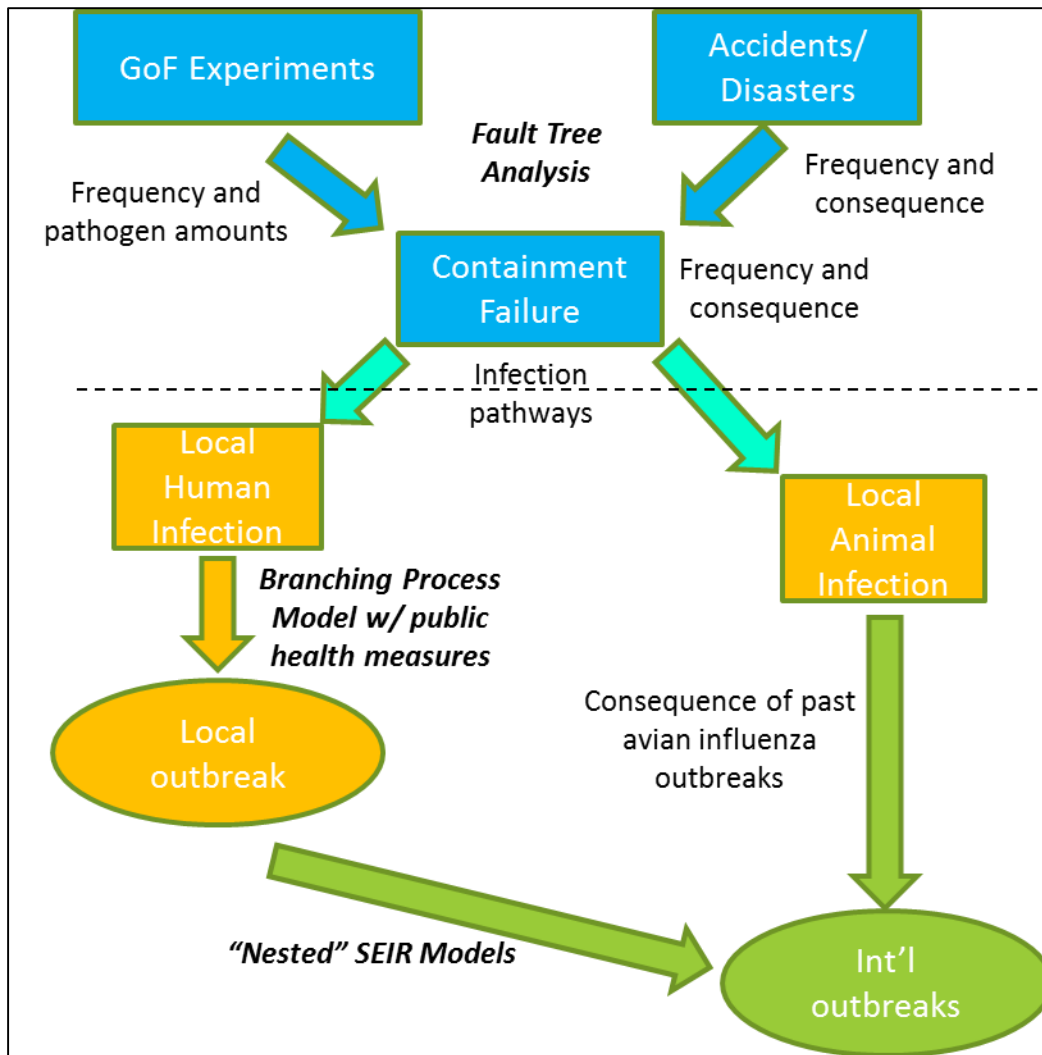 GoF Experiments
Accidents/
Disasters
Fault Tree
Analysis
Frequency and
pathogen amounts
Frequency and
consequence
Containment
Failure
Frequency and
consequence
Infection
pathways
Local
Human
Infection
Local
Animal
Infection
Branching Process
Model w/ public
health measures
Local
outbreak
Consequence of past
avian influenza
outbreaks
“Nested” SEIR Models
Int’l
outbreaks